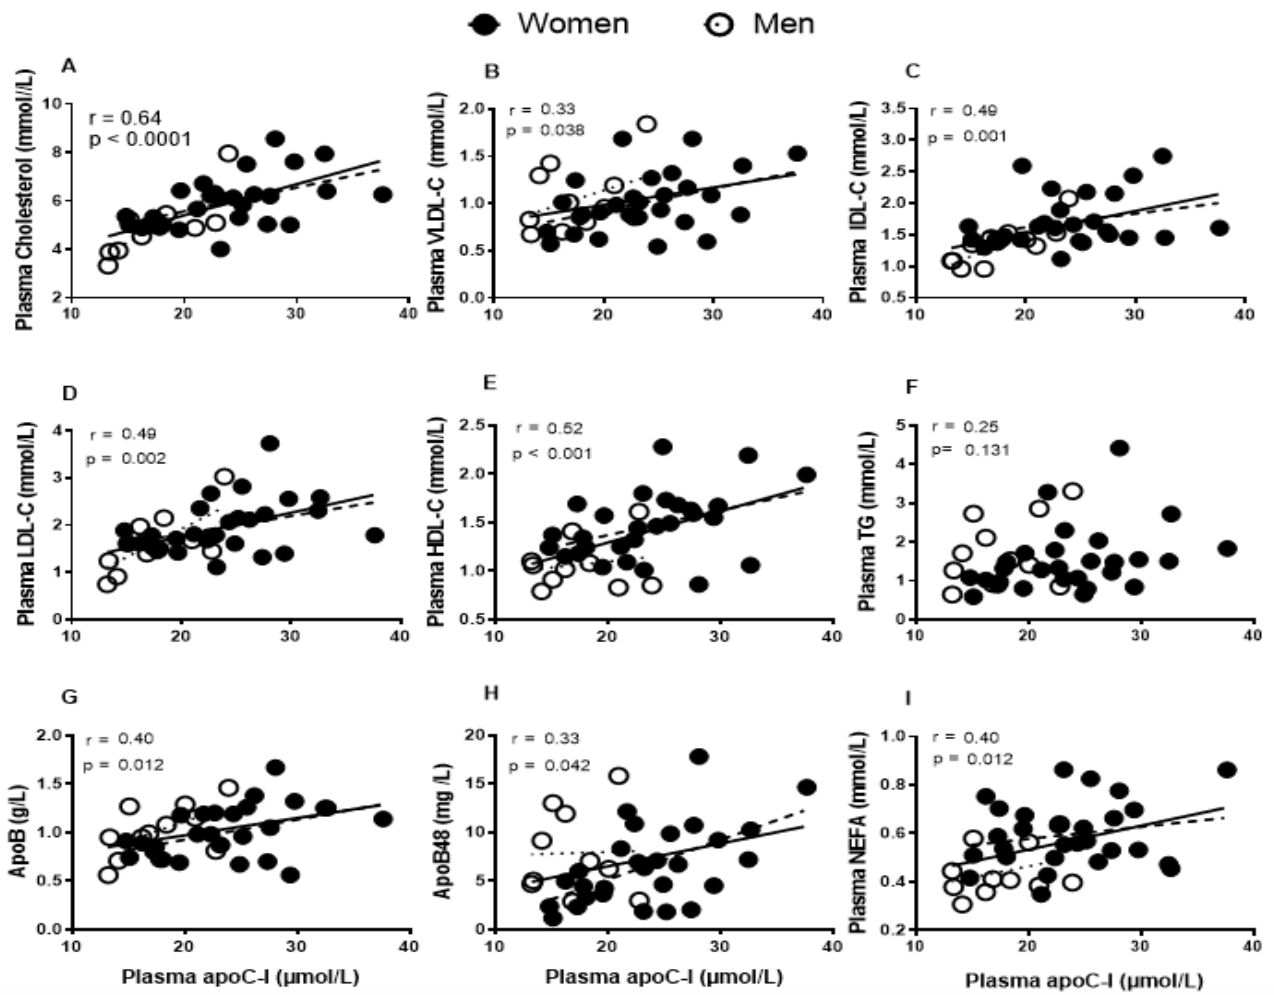 Women Men
A
Plasma Cholesterol (mmol//L)
r = 0.64
p < 0.0001
10
8
6
4
2
10 20 30 40
B
Plasma VLDL-C (mmol/L)
r = 0.33
p = 0.038
2.0
1.5
1.0
0.5
0.0
10 20 30 40
C
Plasma IDL-C (mmol/L)
r = 0.49
p = 0.001
3.5
3.0
2.5
2.0
1.5
1.0
0.5
10 20 30 40
D
Plasma LDL-C (mmol/L)
r = 0.49
p = 0.002
4
3
2
1
0
10 20 30 40
E
Plasma HDL-C (mmol/L)
r = 0.52
p < 0.001
2.5
2.0
1.5
1.0
0.5
10 20 30 40
F
Plasma TG (mmol/L)
r = 0.25
p= 0.131
5
4
3
2
1
0
10 20 30 40
G
ApoB (g/L)
r = 0.40
p = 0.012
2.0
1.5
1.0
0.5
0.0
10 20 30 40
Plasma apoC-I (μmol/L)
H
ApoB48 (mg /L)
r = 0.33
p = 0.042
20
15
10
5
0
10 20 30 40
Plasma apoC-I (μmol/L)
I
Plasma NEFA (mmol/L)
r = 0.40
p = 0.012
1.0
0.8
0.6
0.4
0.2
10 20 30 40
Plasma apoC-I (μmol/L)